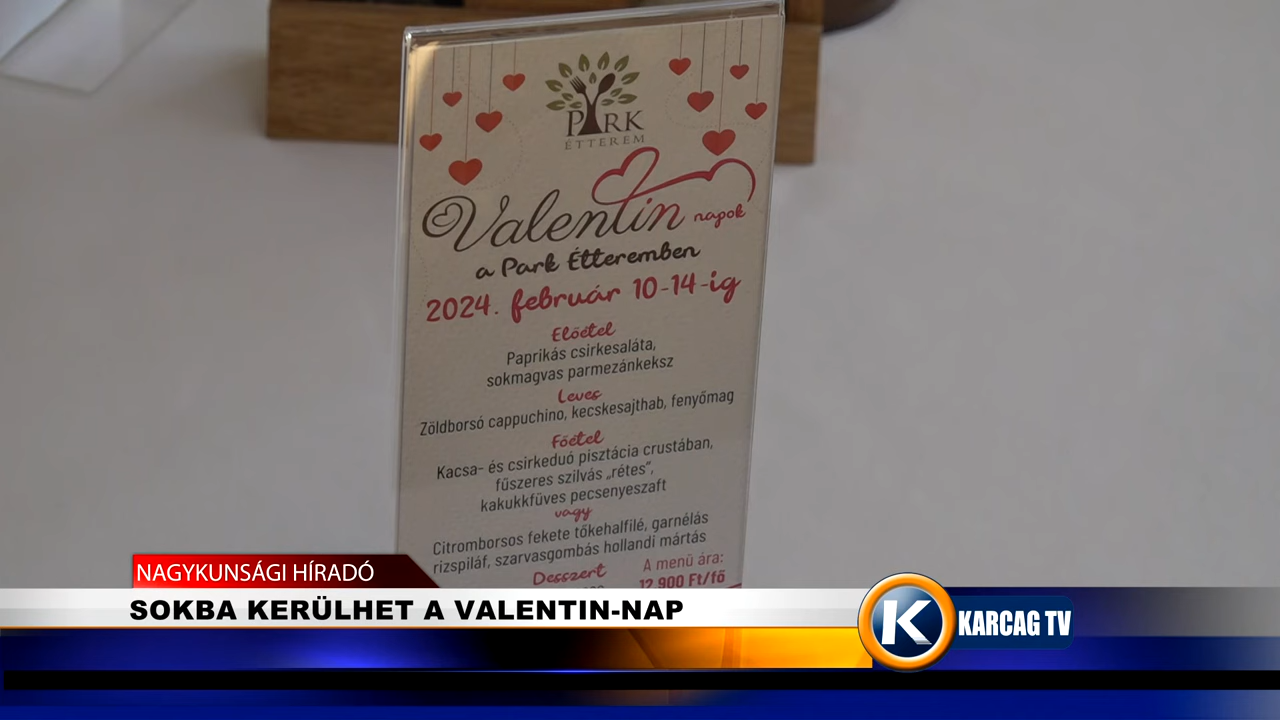 PARK
ÉTTEREM
Valentin napok
a Park Étteremben
2024. február 10-14-ig
Előétel
Paprikás csirkesaláta,
sokmagvas parmezánkeksz
Leves
Zöldborsó cappuchino, kecskesajthab, fenyőmag
Főétel
Kacsa- és csirkeduó pisztácia crustában,
fűszeres szilvás „rétes”,
kakukkfüves pecsenyeszaft
vagy
Citromborsos fekete tőkehalfilé, garnélás
rizspiláf, szarvasgombás hollandi mártás
Desszert
A menü ára:
12 900 Ft/fő
NAGYKUNSÁGI HÍRADÓ
SOKBA KERÜLHET A VALENTIN-NAP
K KARCAG TV